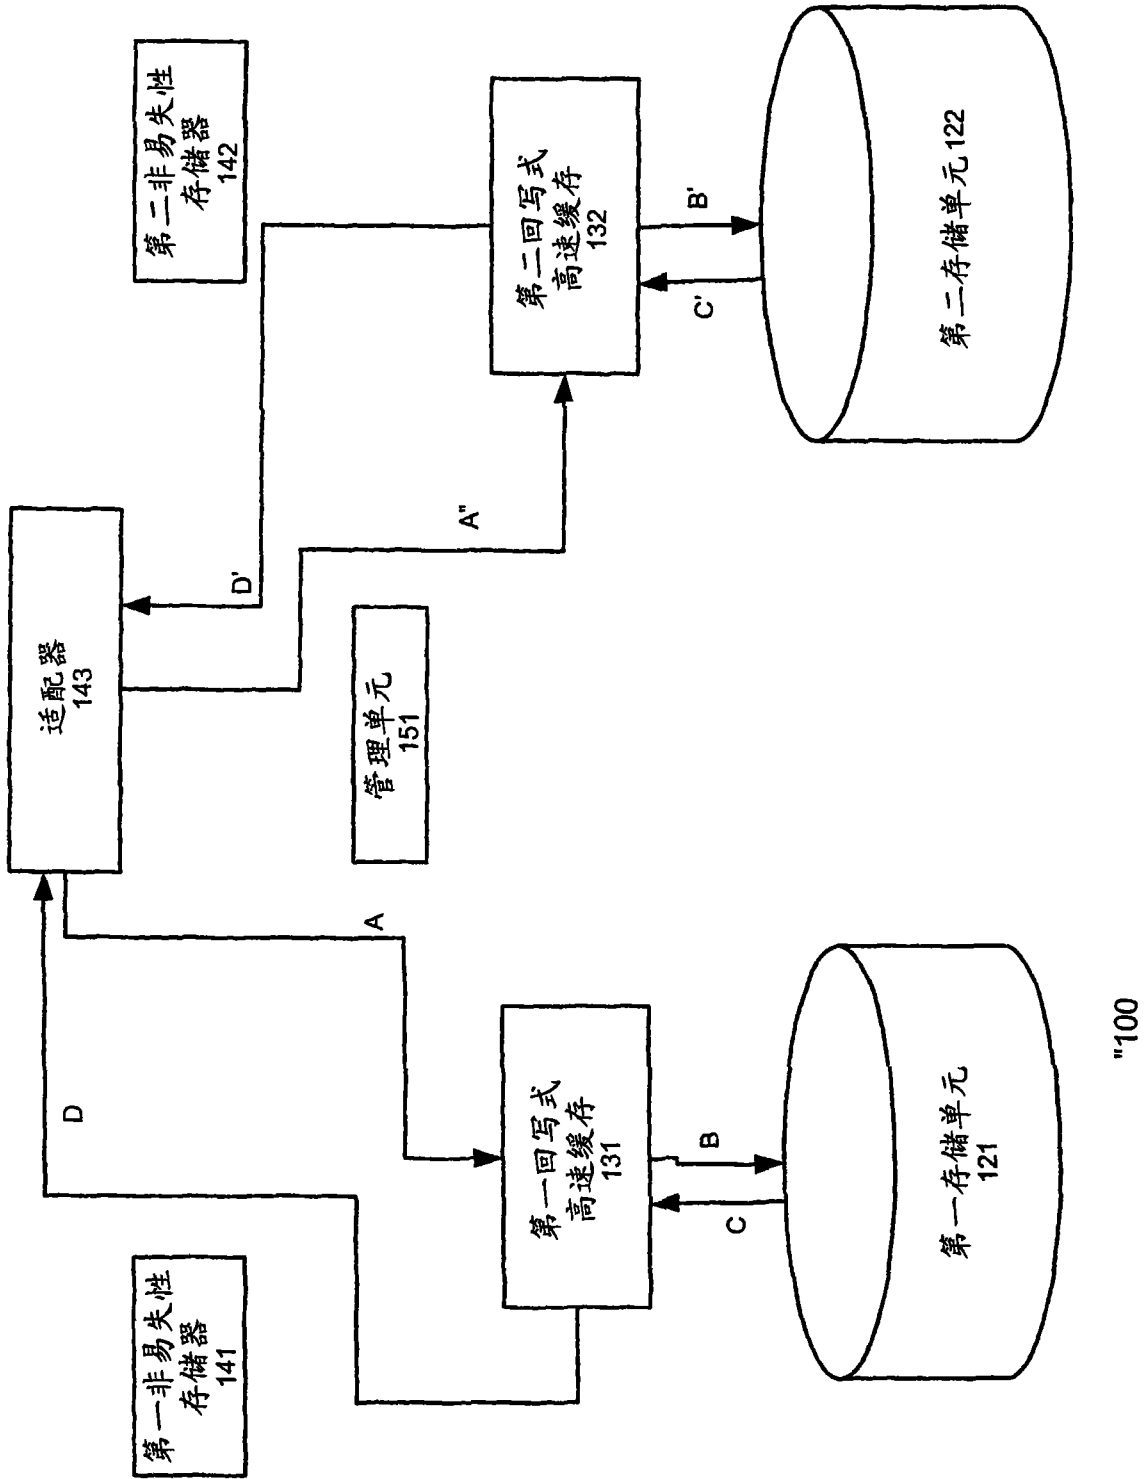 适配器
143
D
第一非易失性
存储器
141
第二非易失性
存储器
142
D'
A
管理单元
151
A"
第一回写式
高速缓存
131
第二回写式
高速缓存
132
B
B'
C
C'
第一存储单元
121
第二存储单元122
"100